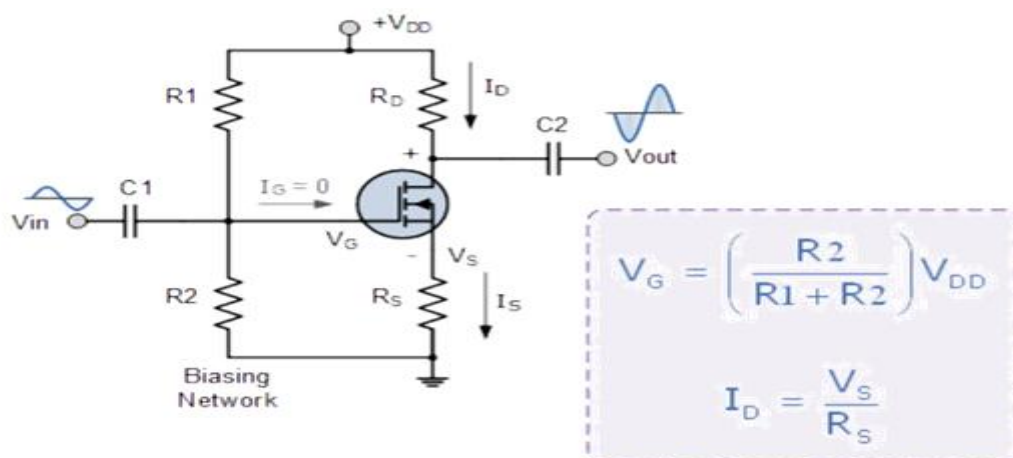 +VDD
R1
RD
ID
C2
+
Vout
C1
IG = 0
Vin
VG
-
VS
R2
RS
IS
Biasing
Network
VG = (R2 / (R1 + R2)) VDD
ID = VS / RS